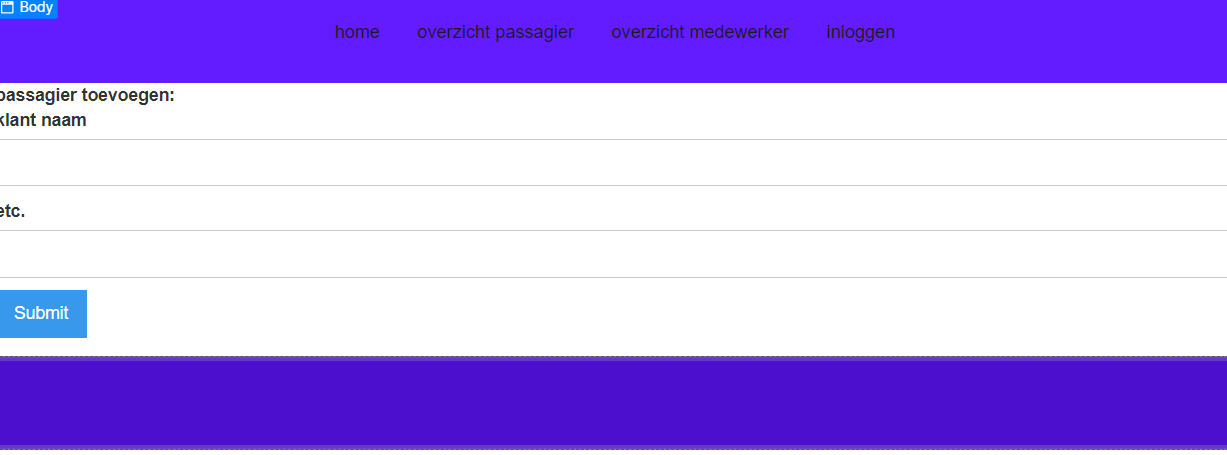 Body
home overzicht passagier overzicht medewerker inloggen
passagier toevoegen:
klant naam
etc.
Submit